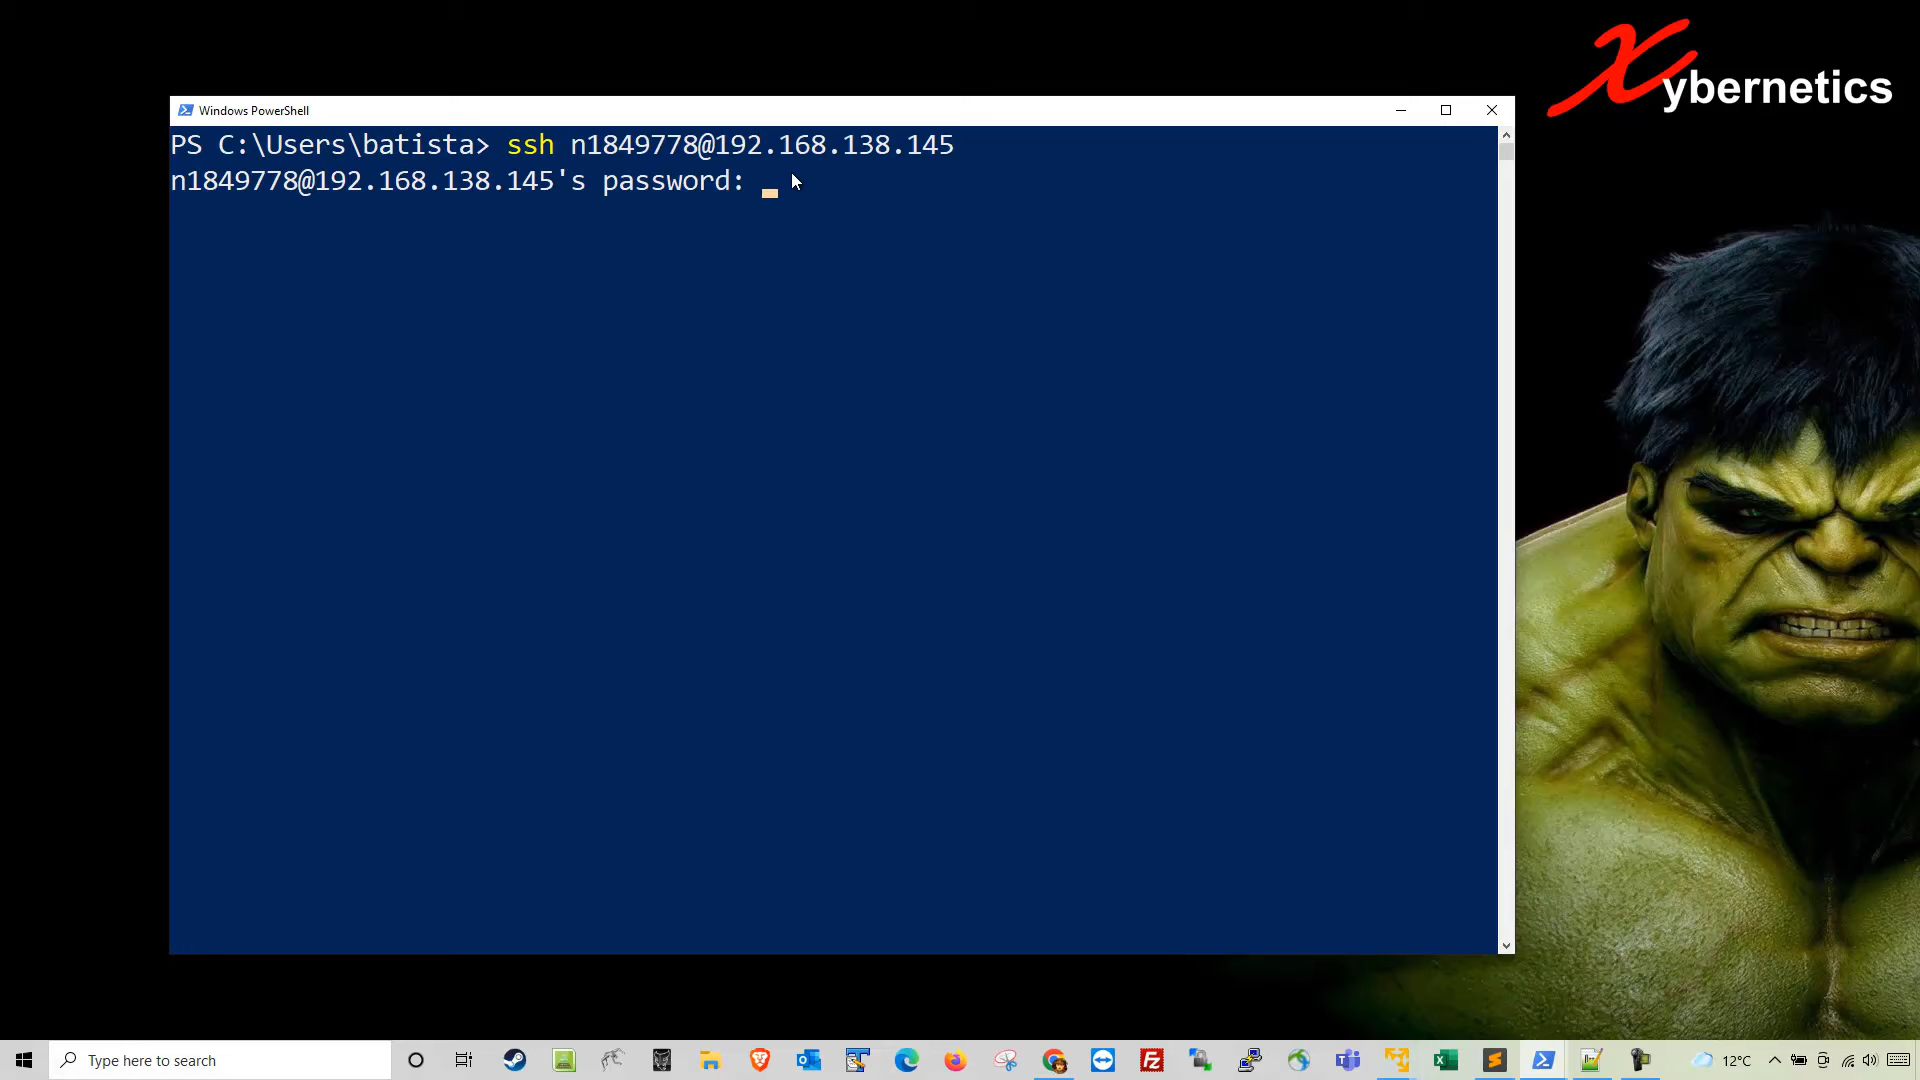 Xybernetics
Windows PowerShell
PS C:\Users\batista> ssh n1849778@192.168.138.145
n1849778@192.168.138.145's password:
Type here to search
12°C